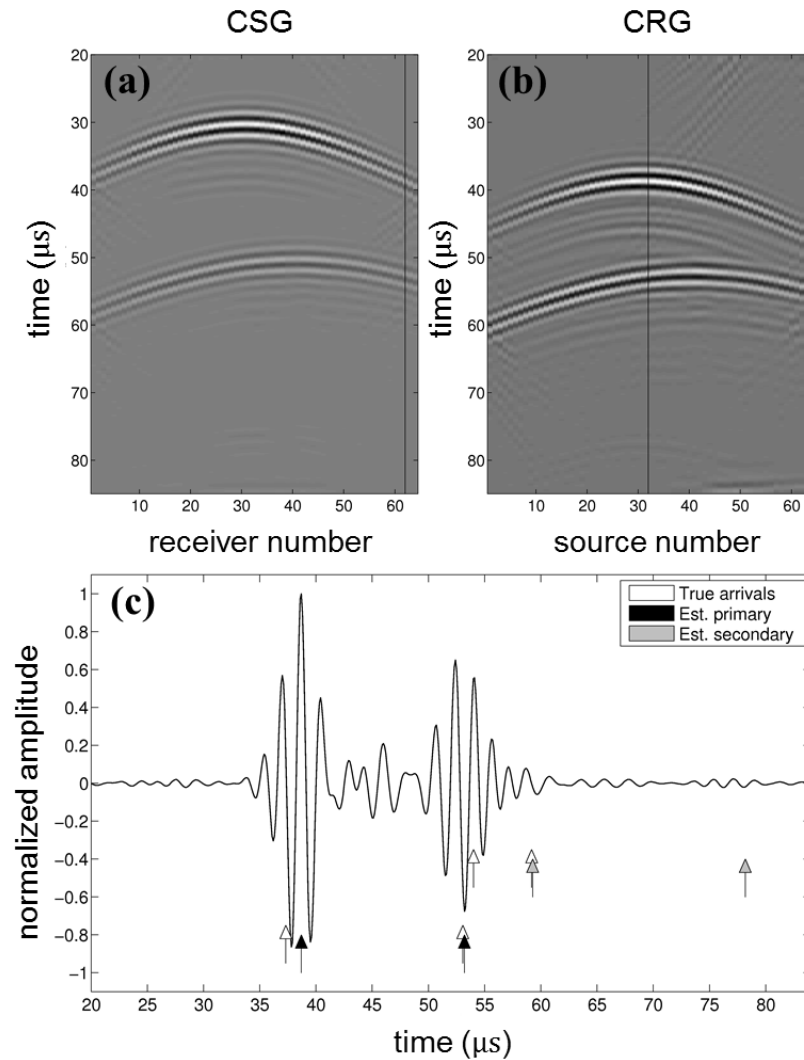 CSG
CRG
(a)
(b)
20
30
40
50
60
70
80
time (μs)
10 20 30 40 50 60
receiver number
20
30
40
50
60
70
80
time (μs)
10 20 30 40 50 60
source number
(c)
True arrivals
Est. primary
Est. secondary
1
0.8
0.6
0.4
0.2
0
-0.2
-0.4
-0.6
-0.8
-1
normalized amplitude
20 25 30 35 40 45 50 55 60 65 70 75 80
time (μs)